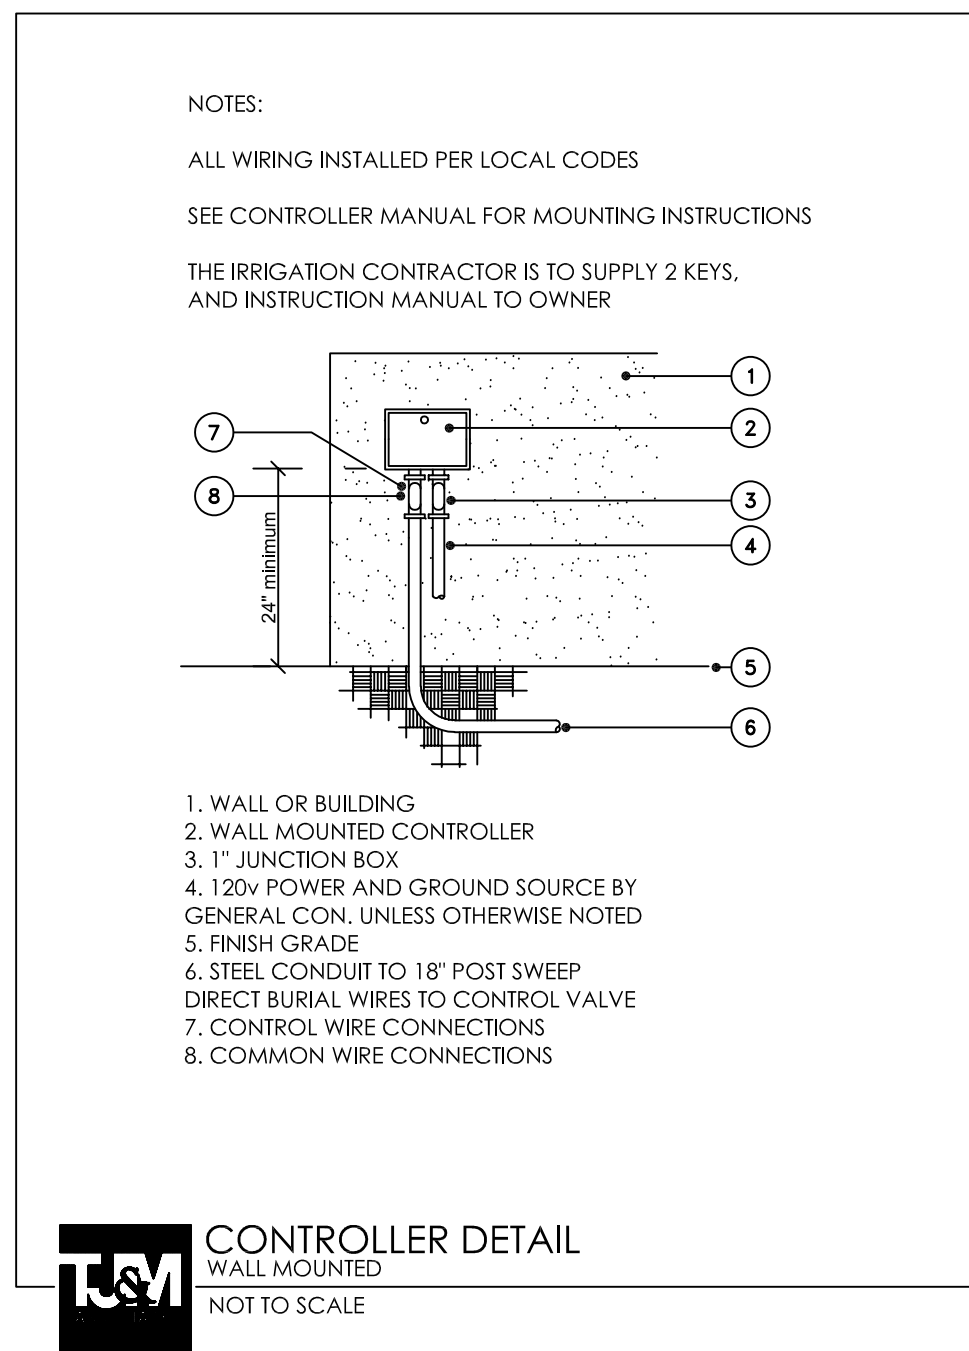 NOTES:
ALL WIRING INSTALLED PER LOCAL CODES
SEE CONTROLLER MANUAL FOR MOUNTING INSTRUCTIONS
THE IRRIGATION CONTRACTOR IS TO SUPPLY 2 KEYS,
AND INSTRUCTION MANUAL TO OWNER
1
2
7
8
3
4
24" minimum
5
6
1. WALL OR BUILDING
2. WALL MOUNTED CONTROLLER
3. 1" JUNCTION BOX
4. 120v POWER AND GROUND SOURCE BY
GENERAL CON. UNLESS OTHERWISE NOTED
5. FINISH GRADE
6. STEEL CONDUIT TO 18" POST SWEEP
DIRECT BURIAL WIRES TO CONTROL VALVE
7. CONTROL WIRE CONNECTIONS
8. COMMON WIRE CONNECTIONS
TJ&M
CONTROLLER DETAIL
WALL MOUNTED
NOT TO SCALE